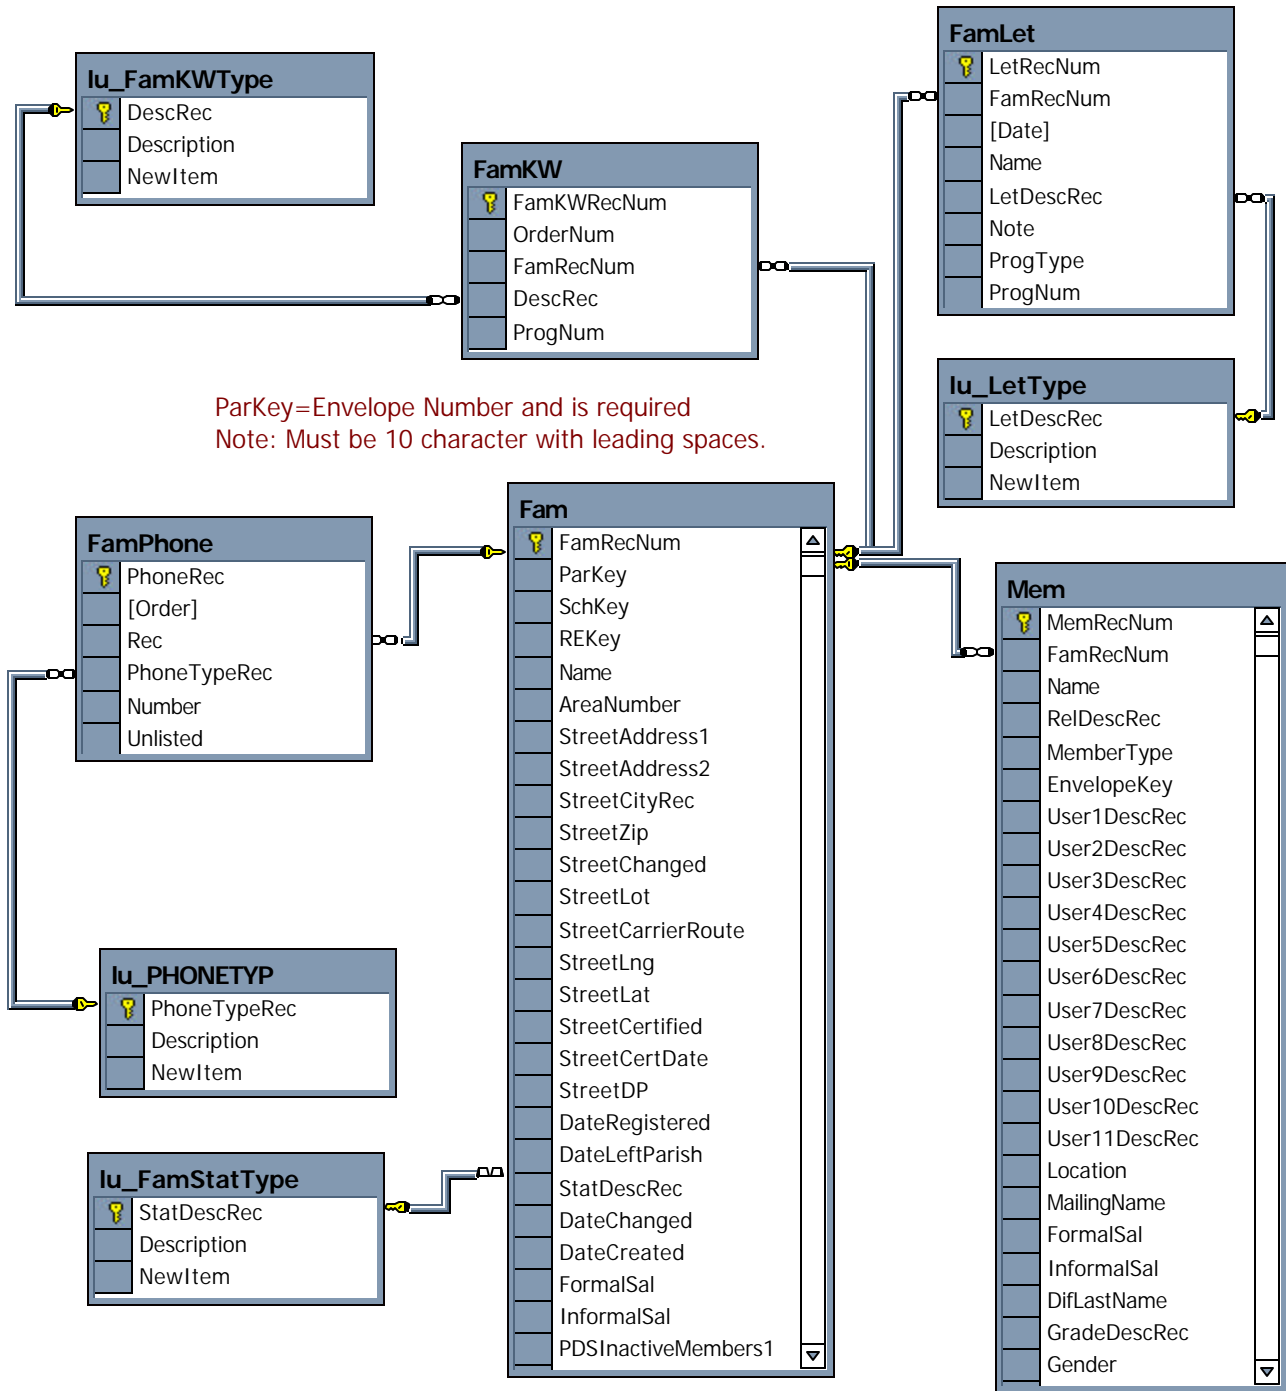 lu_FamKWType
DescRec
Description
NewItem
FamKW
FamKWRecNum
OrderNum
FamRecNum
DescRec
ProgNum
FamLet
LetRecNum
FamRecNum
[Date]
Name
LetDescRec
Note
ProgType
ProgNum
lu_LetType
LetDescRec
Description
NewItem
ParKey=Envelope Number and is required
Note: Must be 10 character with leading spaces.
FamPhone
PhoneRec
[Order]
Rec
PhoneTypeRec
Number
Unlisted
lu_PHONETYP
PhoneTypeRec
Description
NewItem
lu_FamStatType
StatDescRec
Description
NewItem
Fam
FamRecNum
ParKey
SchKey
REKey
Name
AreaNumber
StreetAddress1
StreetAddress2
StreetCityRec
StreetZip
StreetChanged
StreetLot
StreetCarrierRoute
StreetLng
StreetLat
StreetCertified
StreetCertDate
StreetDP
DateRegistered
DateLeftParish
StatDescRec
DateChanged
DateCreated
FormalSal
InformalSal
PDSInactiveMembers1
Mem
MemRecNum
FamRecNum
Name
RelDescRec
MemberType
EnvelopeKey
User1DescRec
User2DescRec
User3DescRec
User4DescRec
User5DescRec
User6DescRec
User7DescRec
User8DescRec
User9DescRec
User10DescRec
User11DescRec
Location
MailingName
FormalSal
InformalSal
DifLastName
GradeDescRec
Gender